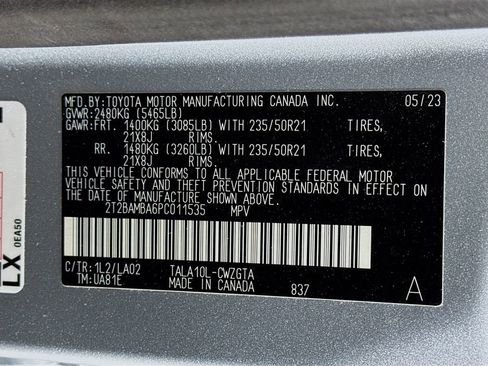 MFD.BY:TOYOTA MOTOR MANUFACTURING CANADA INC. 05/23
GVWR:2480KG (5465LB)
GAWR:FRT. 1400KG (3085LB) WITH 235/50R21 TIRES,
21X8J RIMS.
RR. 1480KG (3260LB) WITH 235/50R21 TIRES,
21X8J RIMS.
THIS VEHICLE CONFORMS TO ALL APPLICABLE FEDERAL MOTOR
VEHICLE SAFETY AND THEFT PREVENTION STANDARDS IN EFFECT ON
THE DATE OF MANUFACTURE SHOWN ABOVE.
2T2BAMBA6PC011535 MPV
C/TR:1L2/LA02 TALA10L-CWZGTA
TM:UA81E MADE IN CANADA 837 A
LX 0EA50